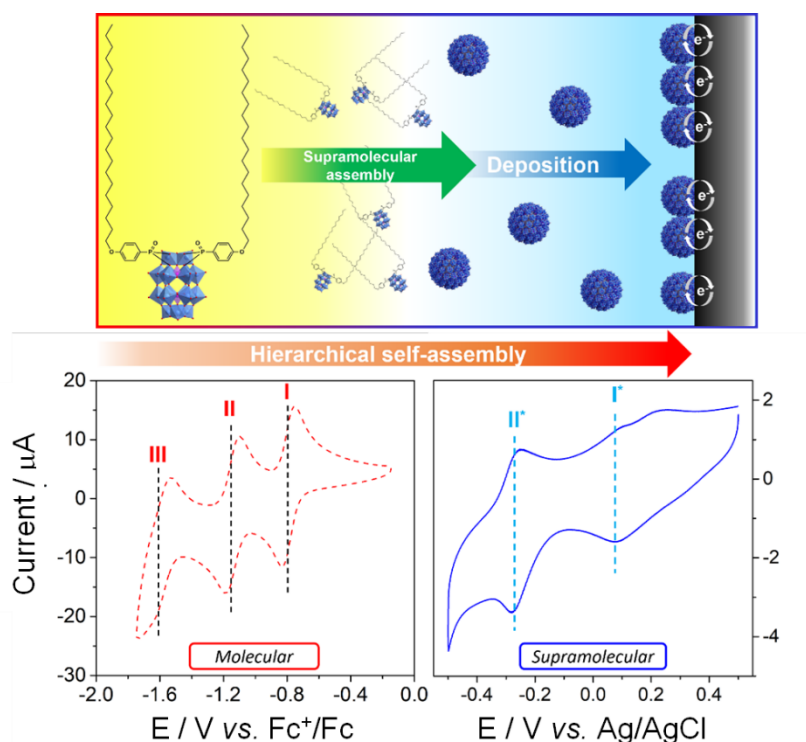 e-
e-
e-
Supramolecular
assembly
Deposition
e-
e-
e-
O
O
P
P
O
O
Hierarchical self-assembly
20
10
0
-10
-20
-30
Current / μA
III
II
I
Molecular
-2.0
-1.6
-1.2
-0.8
-0.4
0.0
E / V vs. Fc⁺/Fc
II*
I*
2
0
-2
-4
Supramolecular
-0.4
-0.2
0.0
0.2
0.4
E / V vs. Ag/AgCl